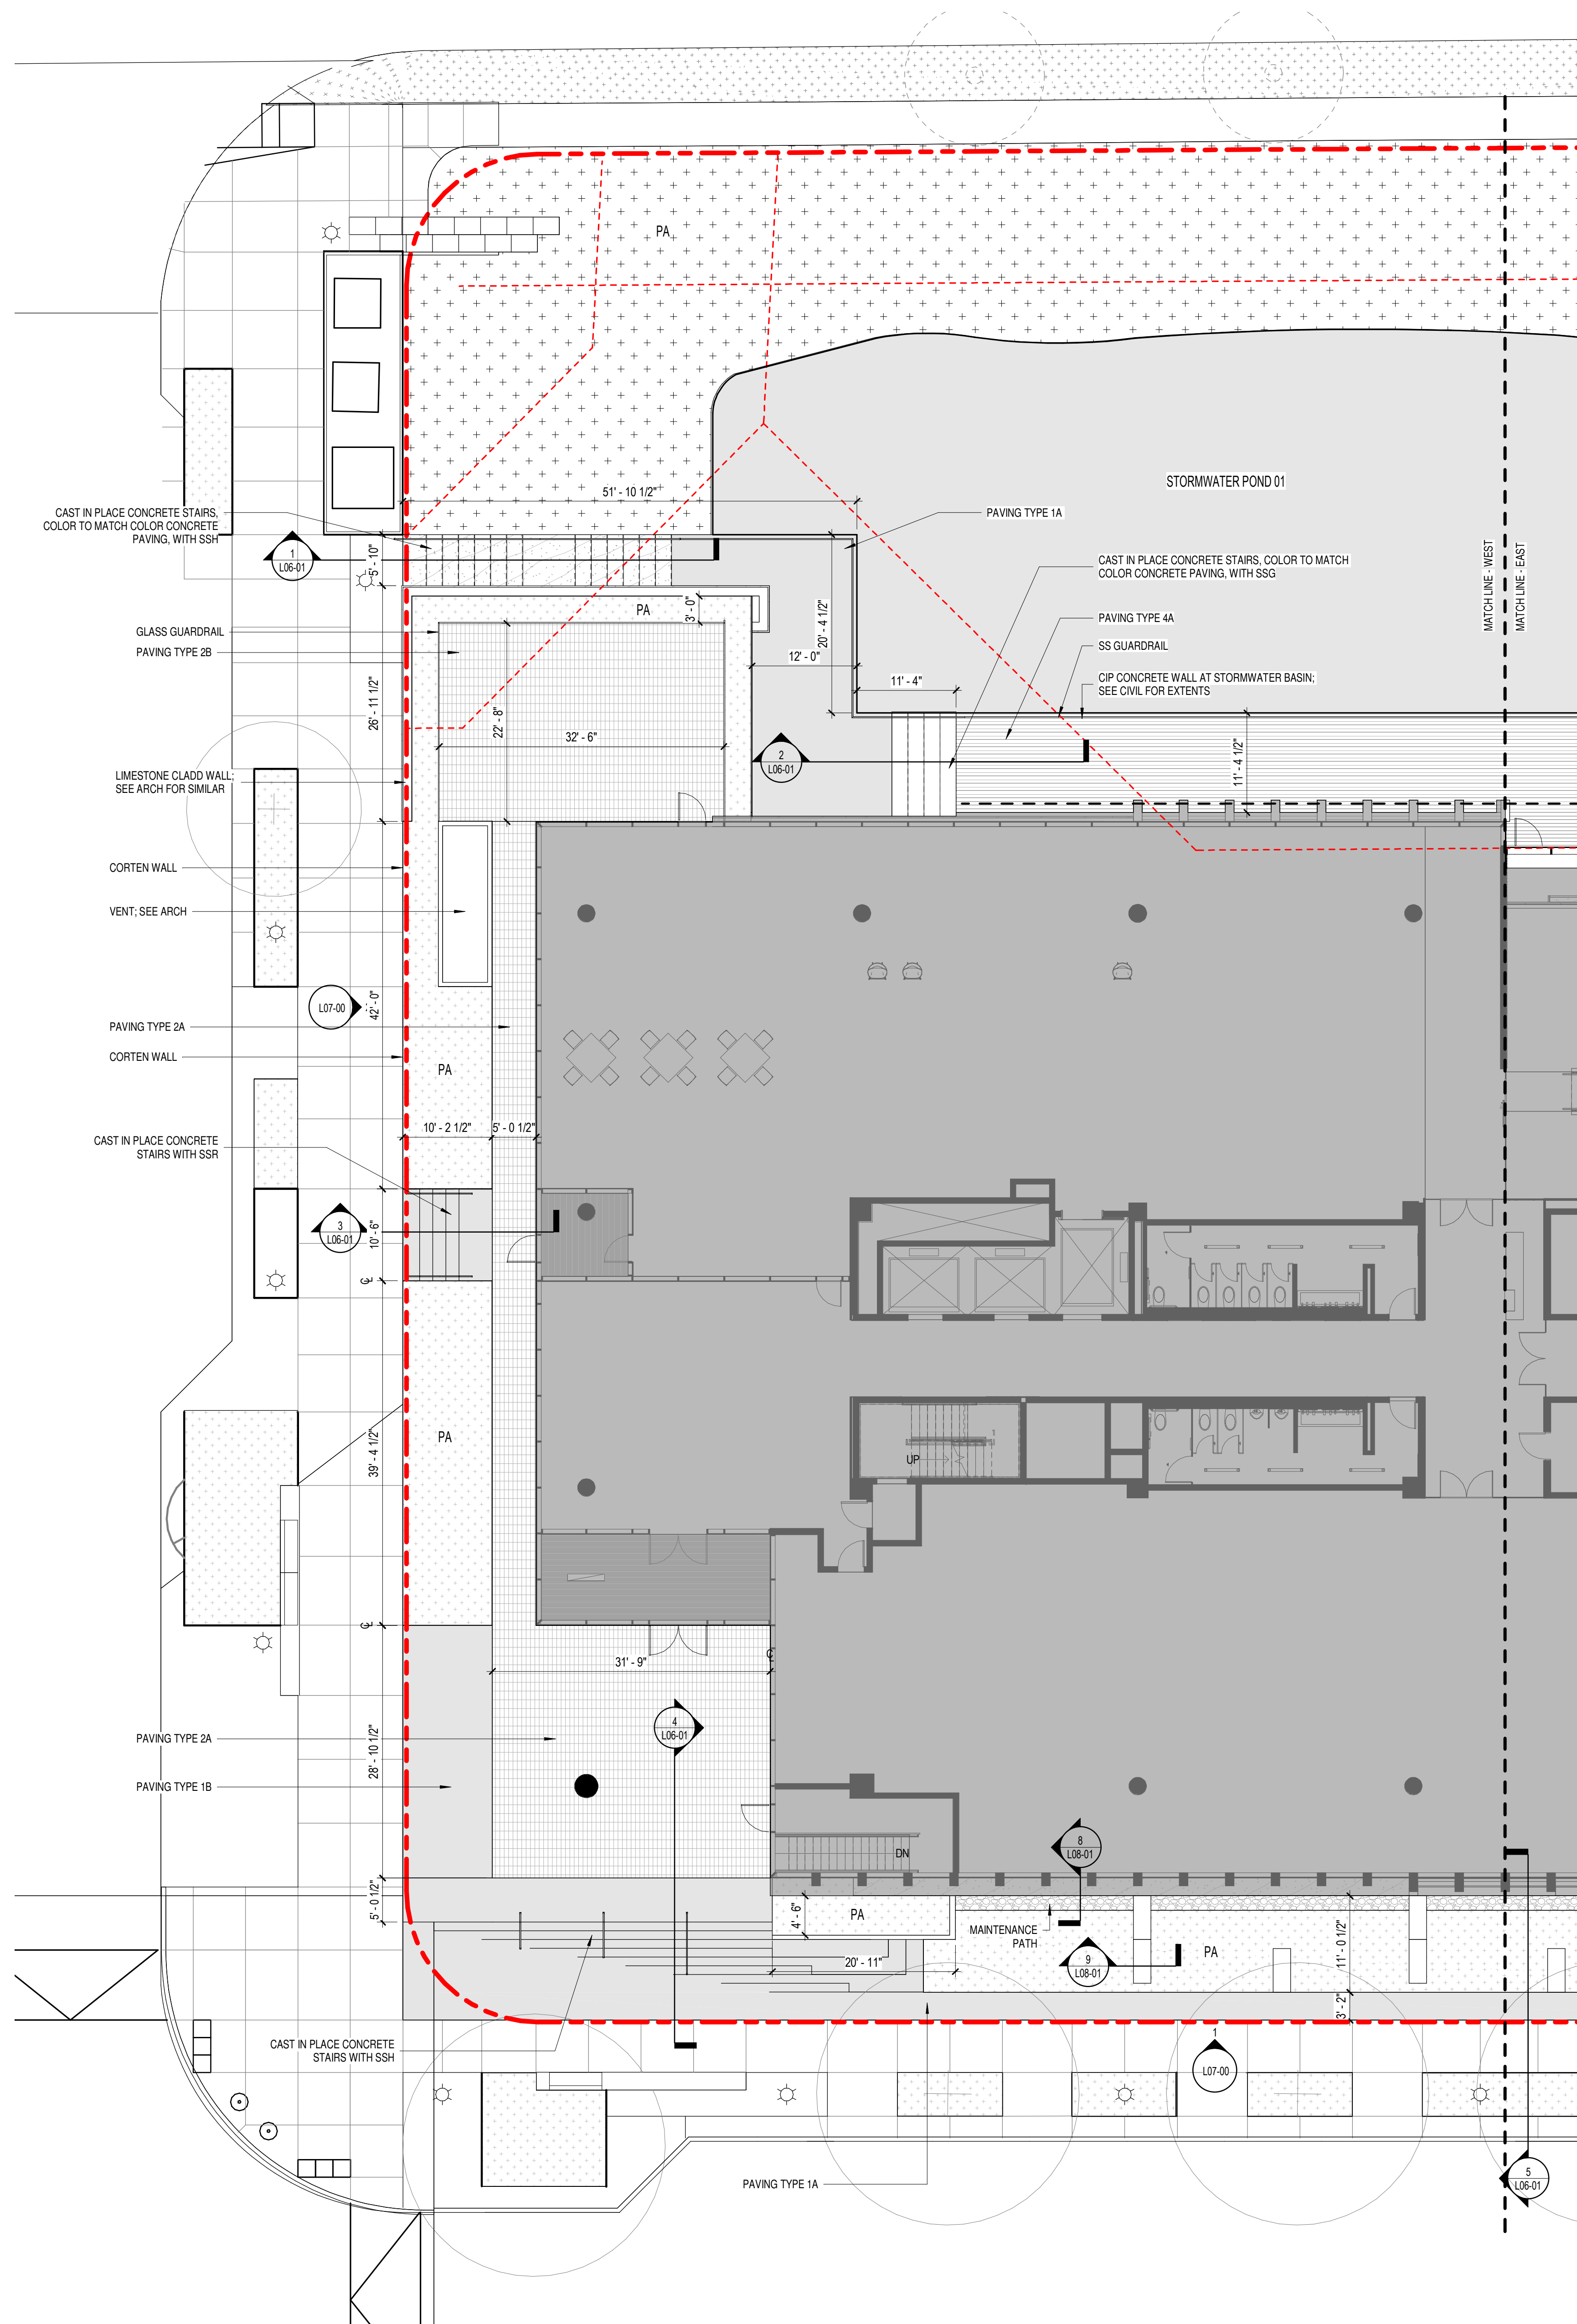 PA
STORMWATER POND 01
51' - 10 1/2"
CAST IN PLACE CONCRETE STAIRS,
COLOR TO MATCH COLOR CONCRETE
PAVING, WITH SSH
PAVING TYPE 1A
1
L06-01
5' - 10"
CAST IN PLACE CONCRETE STAIRS, COLOR TO MATCH
COLOR CONCRETE PAVING, WITH SSG
MATCH LINE - WEST
MATCH LINE - EAST
PA
3' - 0"
20' - 4 1/2"
PAVING TYPE 4A
GLASS GUARDRAIL
PAVING TYPE 2B
SS GUARDRAIL
12' - 0"
11' - 4"
CIP CONCRETE WALL AT STORMWATER BASIN;
SEE CIVIL FOR EXTENTS
26' - 11 1/2"
22' - 8"
32' - 6"
2
L06-01
11' - 4 1/2"
LIMESTONE CLADD WALL;
SEE ARCH FOR SIMILAR
CORTEN WALL
VENT; SEE ARCH
L07-00
42' - 0"
PAVING TYPE 2A
CORTEN WALL
PA
10' - 2 1/2"
5' - 0 1/2"
CAST IN PLACE CONCRETE
STAIRS WITH SSR
3
L06-01
10' - 6"
CL
PA
39' - 4 1/2"
UP
CL
CL
31' - 9"
4
L06-01
PAVING TYPE 2A
28' - 10 1/2"
PAVING TYPE 1B
8
L08-01
DN
5' - 0 1/2"
4' - 6"
PA
MAINTENANCE
PATH
PA
11' - 0 1/2"
20' - 11"
9
L08-01
3' - 2"
CAST IN PLACE CONCRETE
STAIRS WITH SSH
1
L07-00
PAVING TYPE 1A
5
L06-01